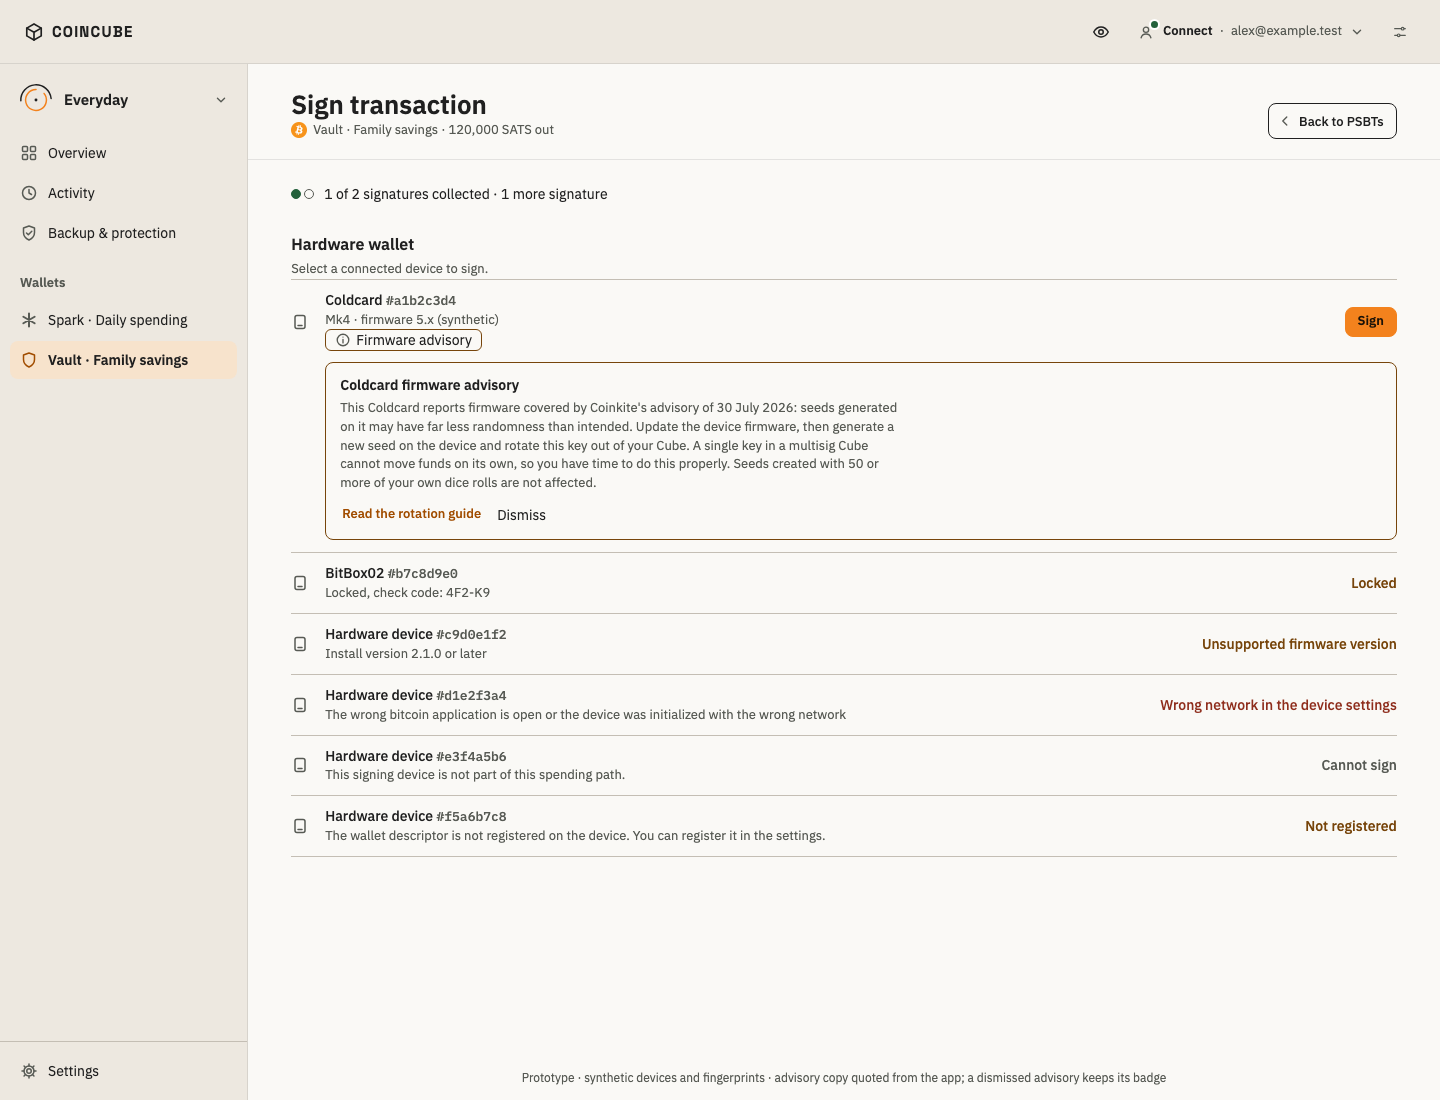 COINCUBE
Connect · alex@example.test
Everyday
Overview
Activity
Backup & protection
Wallets
Spark · Daily spending
Vault · Family savings
Settings
Sign transaction
Vault · Family savings · 120,000 SATS out
Back to PSBTs
1 of 2 signatures collected · 1 more signature
Hardware wallet
Select a connected device to sign.
Coldcard #a1b2c3d4
Mk4 · firmware 5.x (synthetic)
Firmware advisory
Sign
Coldcard firmware advisory
This Coldcard reports firmware covered by Coinkite's advisory of 30 July 2026: seeds generated
on it may have far less randomness than intended. Update the device firmware, then generate a
new seed on the device and rotate this key out of your Cube. A single key in a multisig Cube
cannot move funds on its own, so you have time to do this properly. Seeds created with 50 or
more of your own dice rolls are not affected.
Read the rotation guide Dismiss
BitBox02 #b7c8d9e0
Locked, check code: 4F2-K9
Locked
Hardware device #c9d0e1f2
Install version 2.1.0 or later
Unsupported firmware version
Hardware device #d1e2f3a4
The wrong bitcoin application is open or the device was initialized with the wrong network
Wrong network in the device settings
Hardware device #e3f4a5b6
This signing device is not part of this spending path.
Cannot sign
Hardware device #f5a6b7c8
The wallet descriptor is not registered on the device. You can register it in the settings.
Not registered
Prototype · synthetic devices and fingerprints · advisory copy quoted from the app; a dismissed advisory keeps its badge